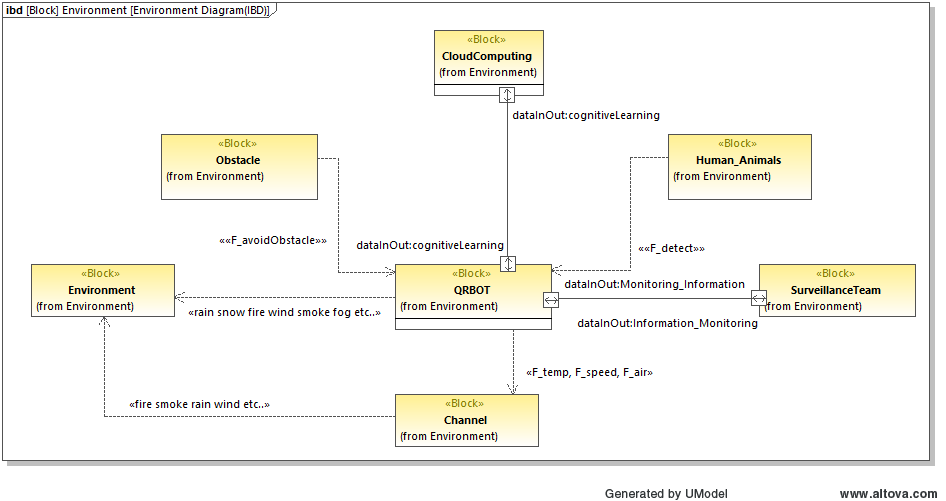 ibd [Block] Environment [Environment Diagram(IBD)]
«Block»
CloudComputing
(from Environment)
dataInOut:cognitiveLearning
«Block»
Obstacle
(from Environment)
«Block»
Human_Animals
(from Environment)
««F_avoidObstacle»»
dataInOut:cognitiveLearning
««F_detect»»
«Block»
Environment
(from Environment)
«Block»
QRBOT
(from Environment)
dataInOut:Monitoring_Information
«Block»
SurveillanceTeam
(from Environment)
«rain snow fire wind smoke fog etc..»
dataInOut:Information_Monitoring
«F_temp, F_speed, F_air»
«fire smoke rain wind etc..»
«Block»
Channel
(from Environment)
Generated by UModel
www.altova.com